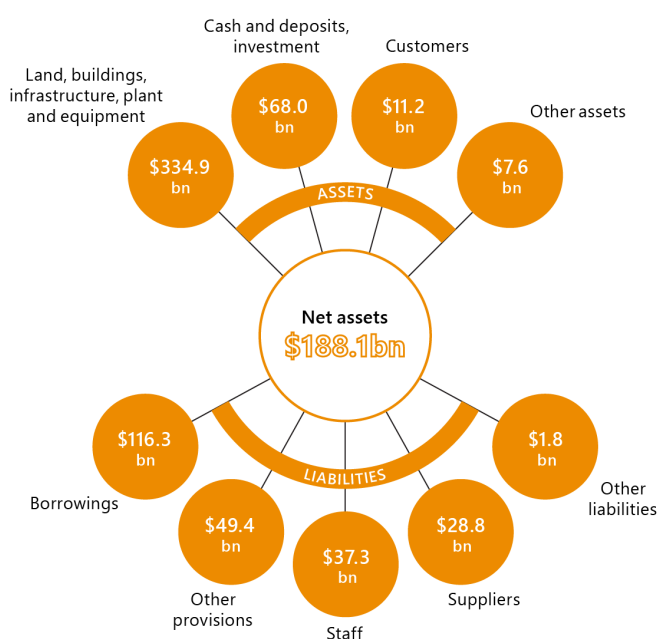 Cash and deposits,
investment
Customers
Land, buildings,
infrastructure, plant
and equipment
Other assets
$334.9
bn
$68.0
bn
$11.2
bn
$7.6
bn
ASSETS
Net assets
$188.1bn
LIABILITIES
$116.3
bn
Borrowings
$49.4
bn
Other
provisions
$37.3
bn
Staff
$28.8
bn
Suppliers
$1.8
bn
Other
liabilities